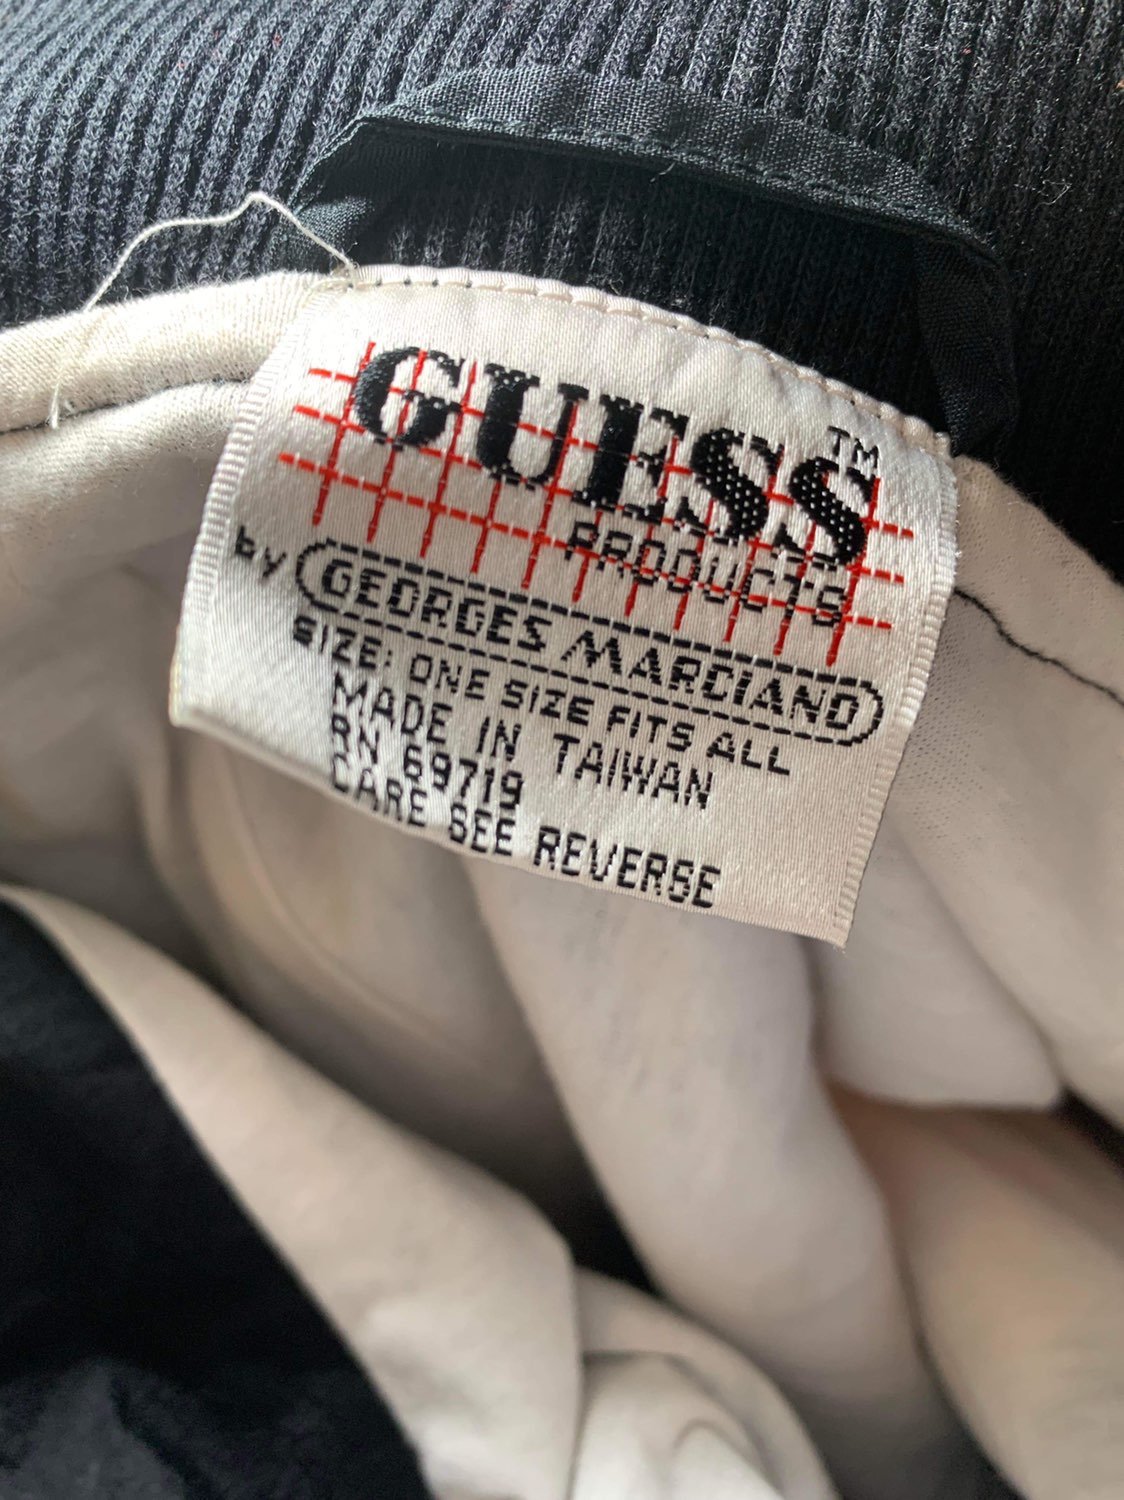 GUESS™
PRODUCTS
by GEORGES MARCIANO
SIZE: ONE SIZE FITS ALL
MADE IN TAIWAN
RN 69719
CARE SEE REVERSE